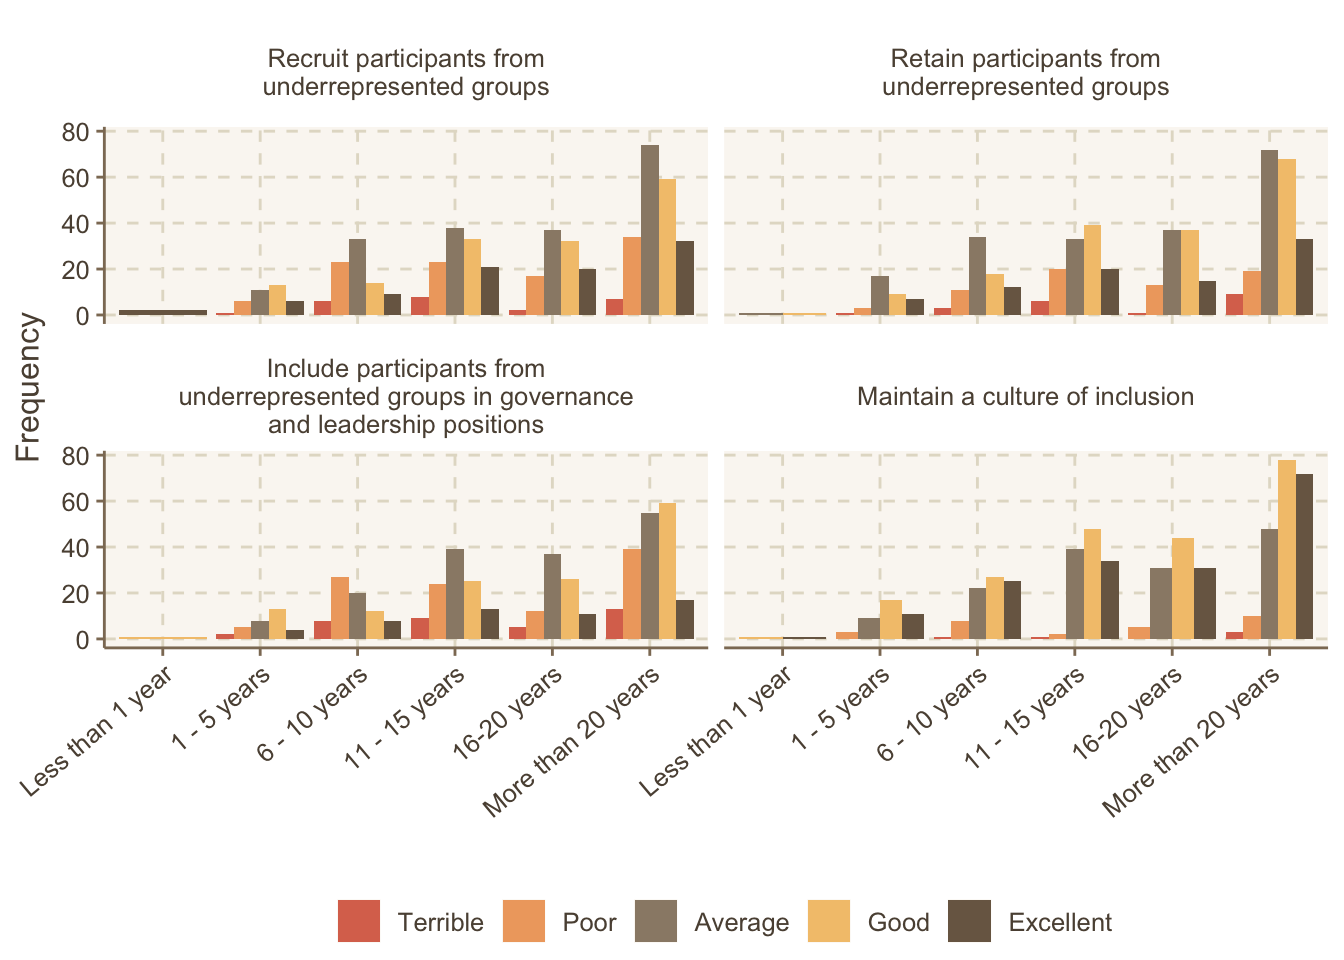 Recruit participants from
underrepresented groups
Retain participants from
underrepresented groups
80
60
40
20
0
Include participants from
underrepresented groups in governance
and leadership positions
Maintain a culture of inclusion
Frequency
80
60
40
20
0
Less than 1 year
1 - 5 years
6 - 10 years
11 - 15 years
16-20 years
More than 20 years
Less than 1 year
1 - 5 years
6 - 10 years
11 - 15 years
16-20 years
More than 20 years
Terrible
Poor
Average
Good
Excellent